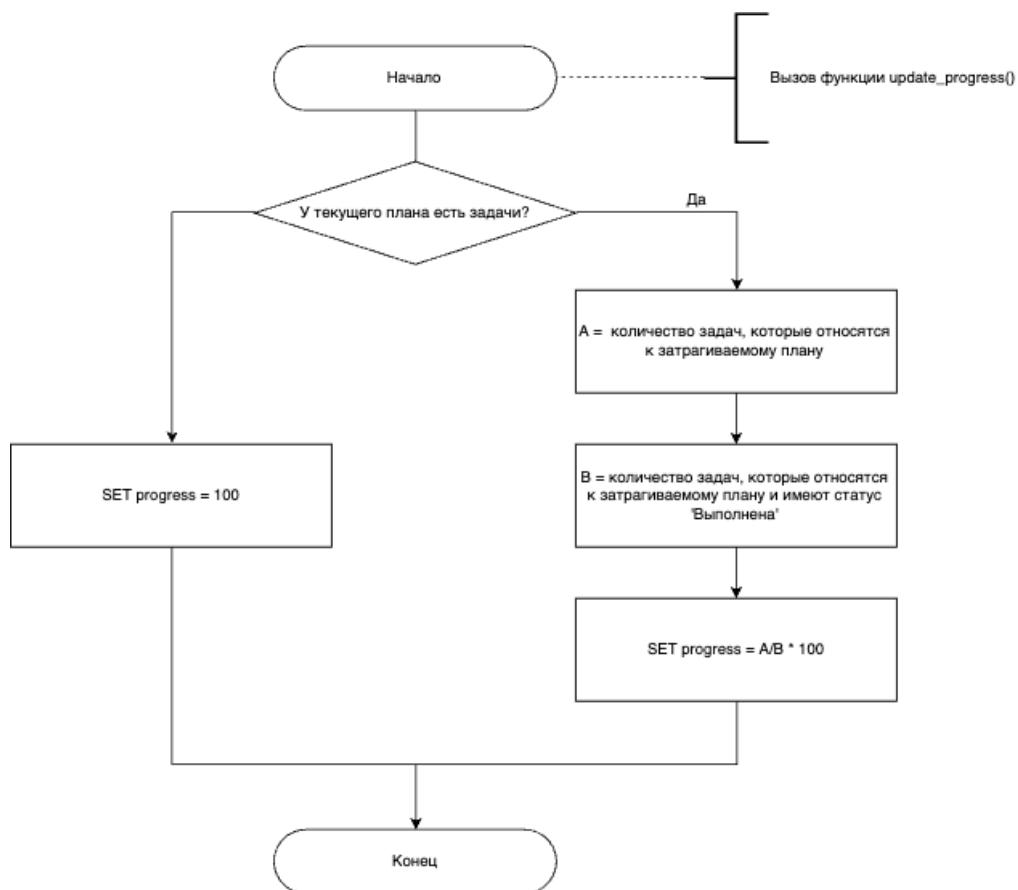 Начало
Вызов функции update_progress()
У текущего плана есть задачи?
Да
A = количество задач, которые относятся
к затрагиваемому плану
SET progress = 100
B = количество задач, которые относятся
к затрагиваемому плану и имеют статус
'Выполнена'
SET progress = A/B * 100
Конец